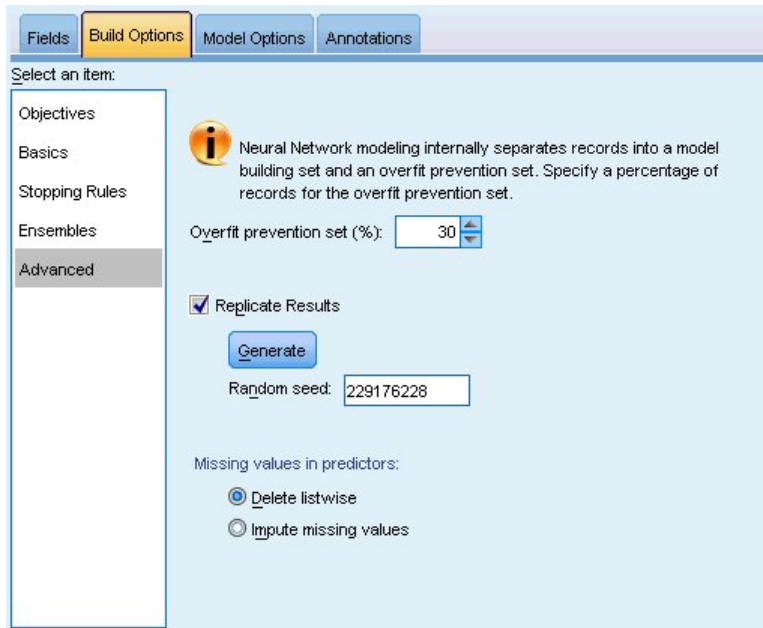 Fields Build Options Model Options Annotations
Select an item:
Objectives
Basics
Stopping Rules
Ensembles
Advanced
Neural Network modeling internally separates records into a model
building set and an overfit prevention set. Specify a percentage of
records for the overfit prevention set.
Overfit prevention set (%): 30
Replicate Results
Generate
Random seed: 229176228
Missing values in predictors:
Delete listwise
Impute missing values